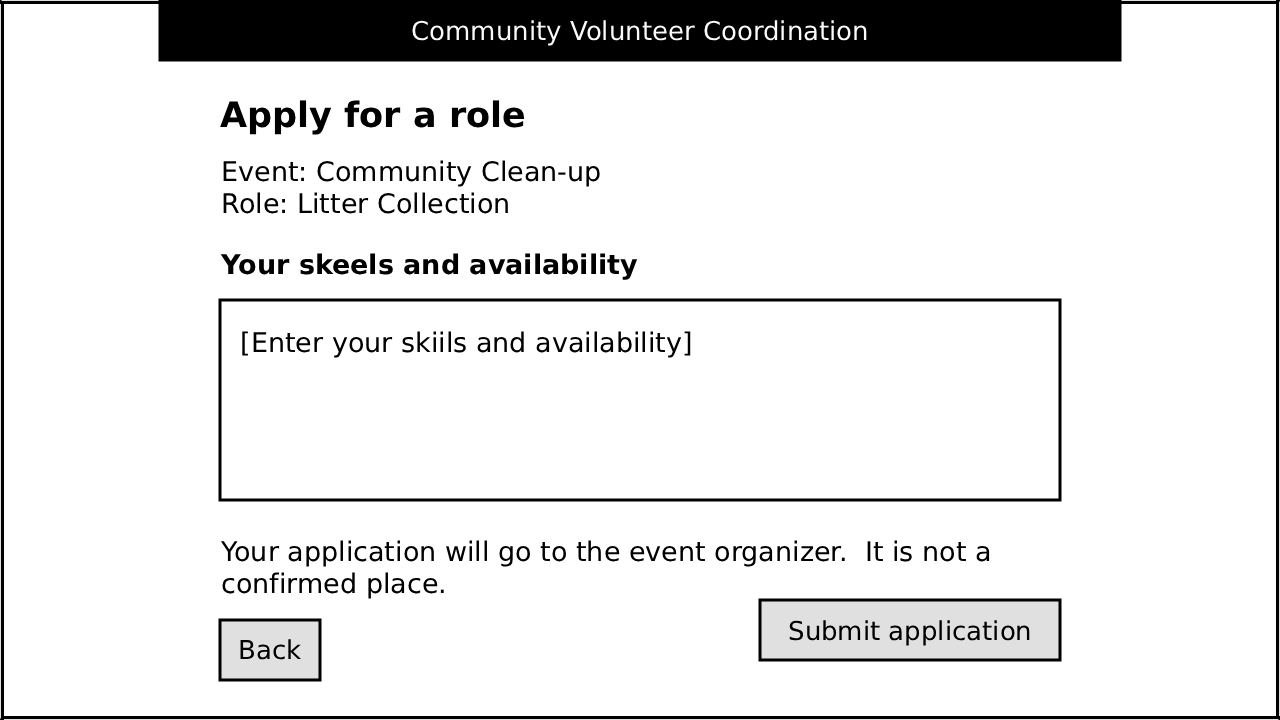 Community Volunteer Coordination
Apply for a role
Event: Community Clean-up
Role: Litter Collection
Your skeels and availability
[Enter your skiils and availability]
Your application will go to the event organizer.  It is not a
confirmed place.
Back
Submit application